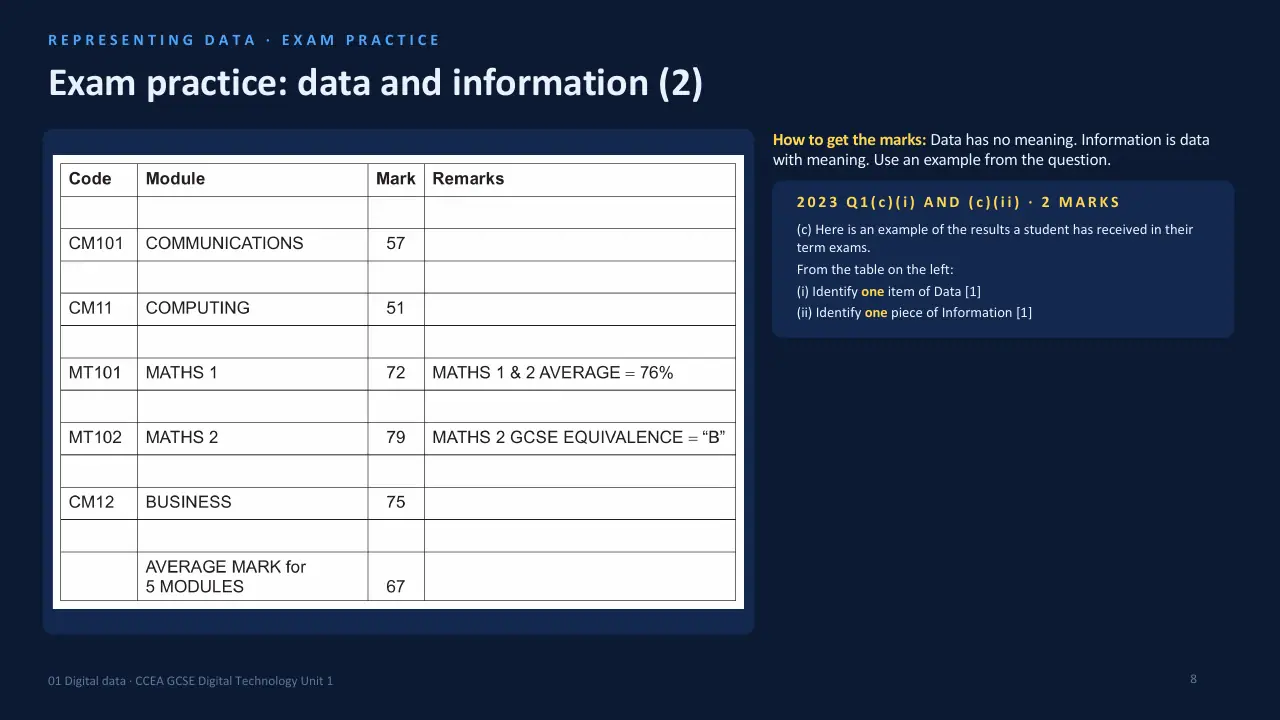 REPRESENTING DATA · EXAM PRACTICE
Exam practice: data and information (2)
Code Module Mark Remarks
CM101 COMMUNICATIONS 57
CM11 COMPUTING 51
MT101 MATHS 1 72 MATHS 1 & 2 AVERAGE = 76%
MT102 MATHS 2 79 MATHS 2 GCSE EQUIVALENCE = “B”
CM12 BUSINESS 75
AVERAGE MARK for
5 MODULES 67
How to get the marks: Data has no meaning. Information is data
with meaning. Use an example from the question.
2023 Q1(c)(i) AND (c)(ii) · 2 MARKS
(c) Here is an example of the results a student has received in their
term exams.
From the table on the left:
(i) Identify one item of Data [1]
(ii) Identify one piece of Information [1]
01 Digital data · CCEA GCSE Digital Technology Unit 1
8